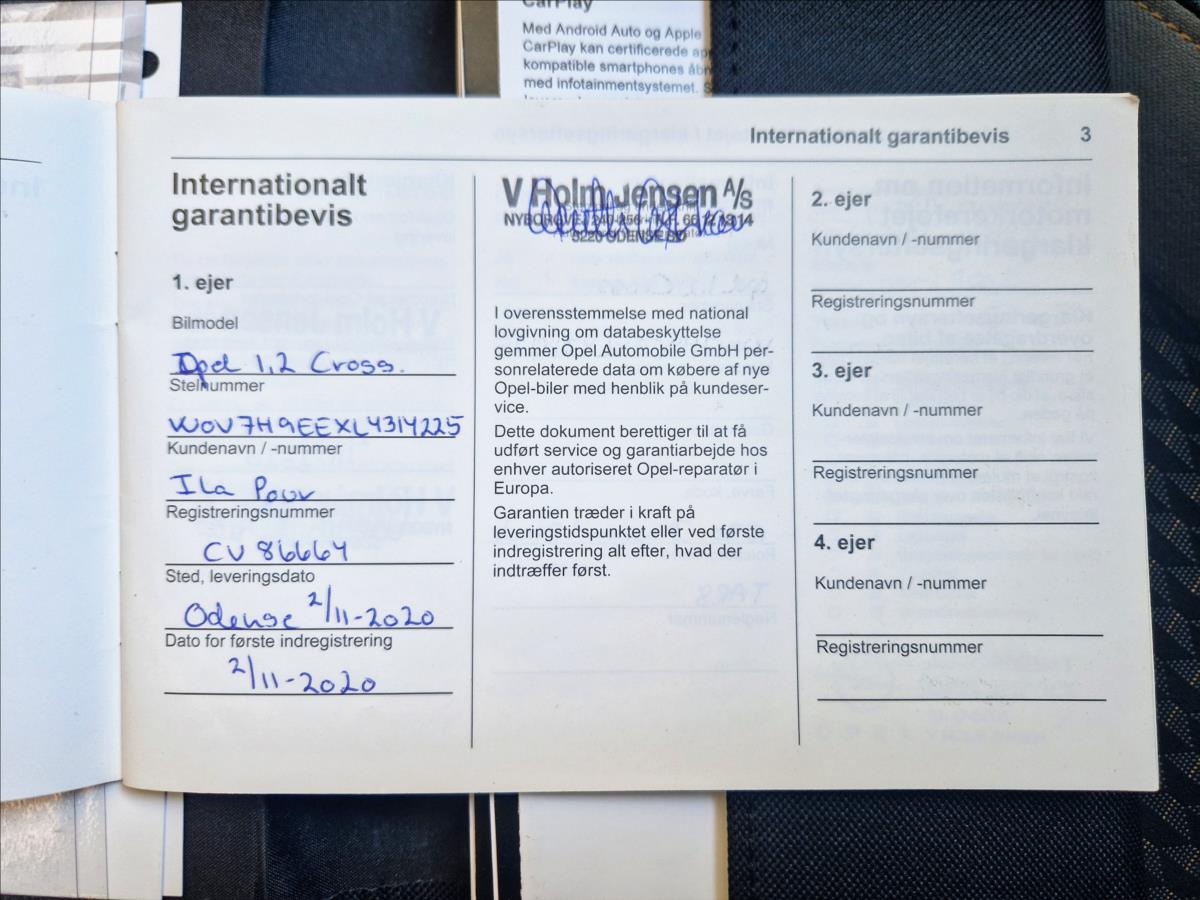 CarPlay
Med Android Auto og Apple
CarPlay kan certificerede
kompatible smartphones
med infotainmentsystemet.
Internationalt garantibevis 3
Internationalt
garantibevis
1. ejer
Bilmodel
Opel 1,2 Cross.
Stelnummer
W0V7H9EEXL4314225
Kundenavn / -nummer
Ila Pour
Registreringsnummer
CV 86664
Sted, leveringsdato
Odense 2/11-2020
Dato for første indregistrering
2/11-2020
V Holm Jensen A/S
5220 ODENSE SØ
I overensstemmelse med national
lovgivning om databeskyttelse
gemmer Opel Automobile GmbH per-
sonrelaterede data om købere af nye
Opel-biler med henblik på kundeser-
vice.
Dette dokument berettiger til at få
udført service og garantiarbejde hos
enhver autoriseret Opel-reparatør i
Europa.
Garantien træder i kraft på
leveringstidspunktet eller ved første
indregistrering alt efter, hvad der
indtræffer først.
2. ejer
Kundenavn / -nummer
Registreringsnummer
3. ejer
Kundenavn / -nummer
Registreringsnummer
4. ejer
Kundenavn / -nummer
Registreringsnummer